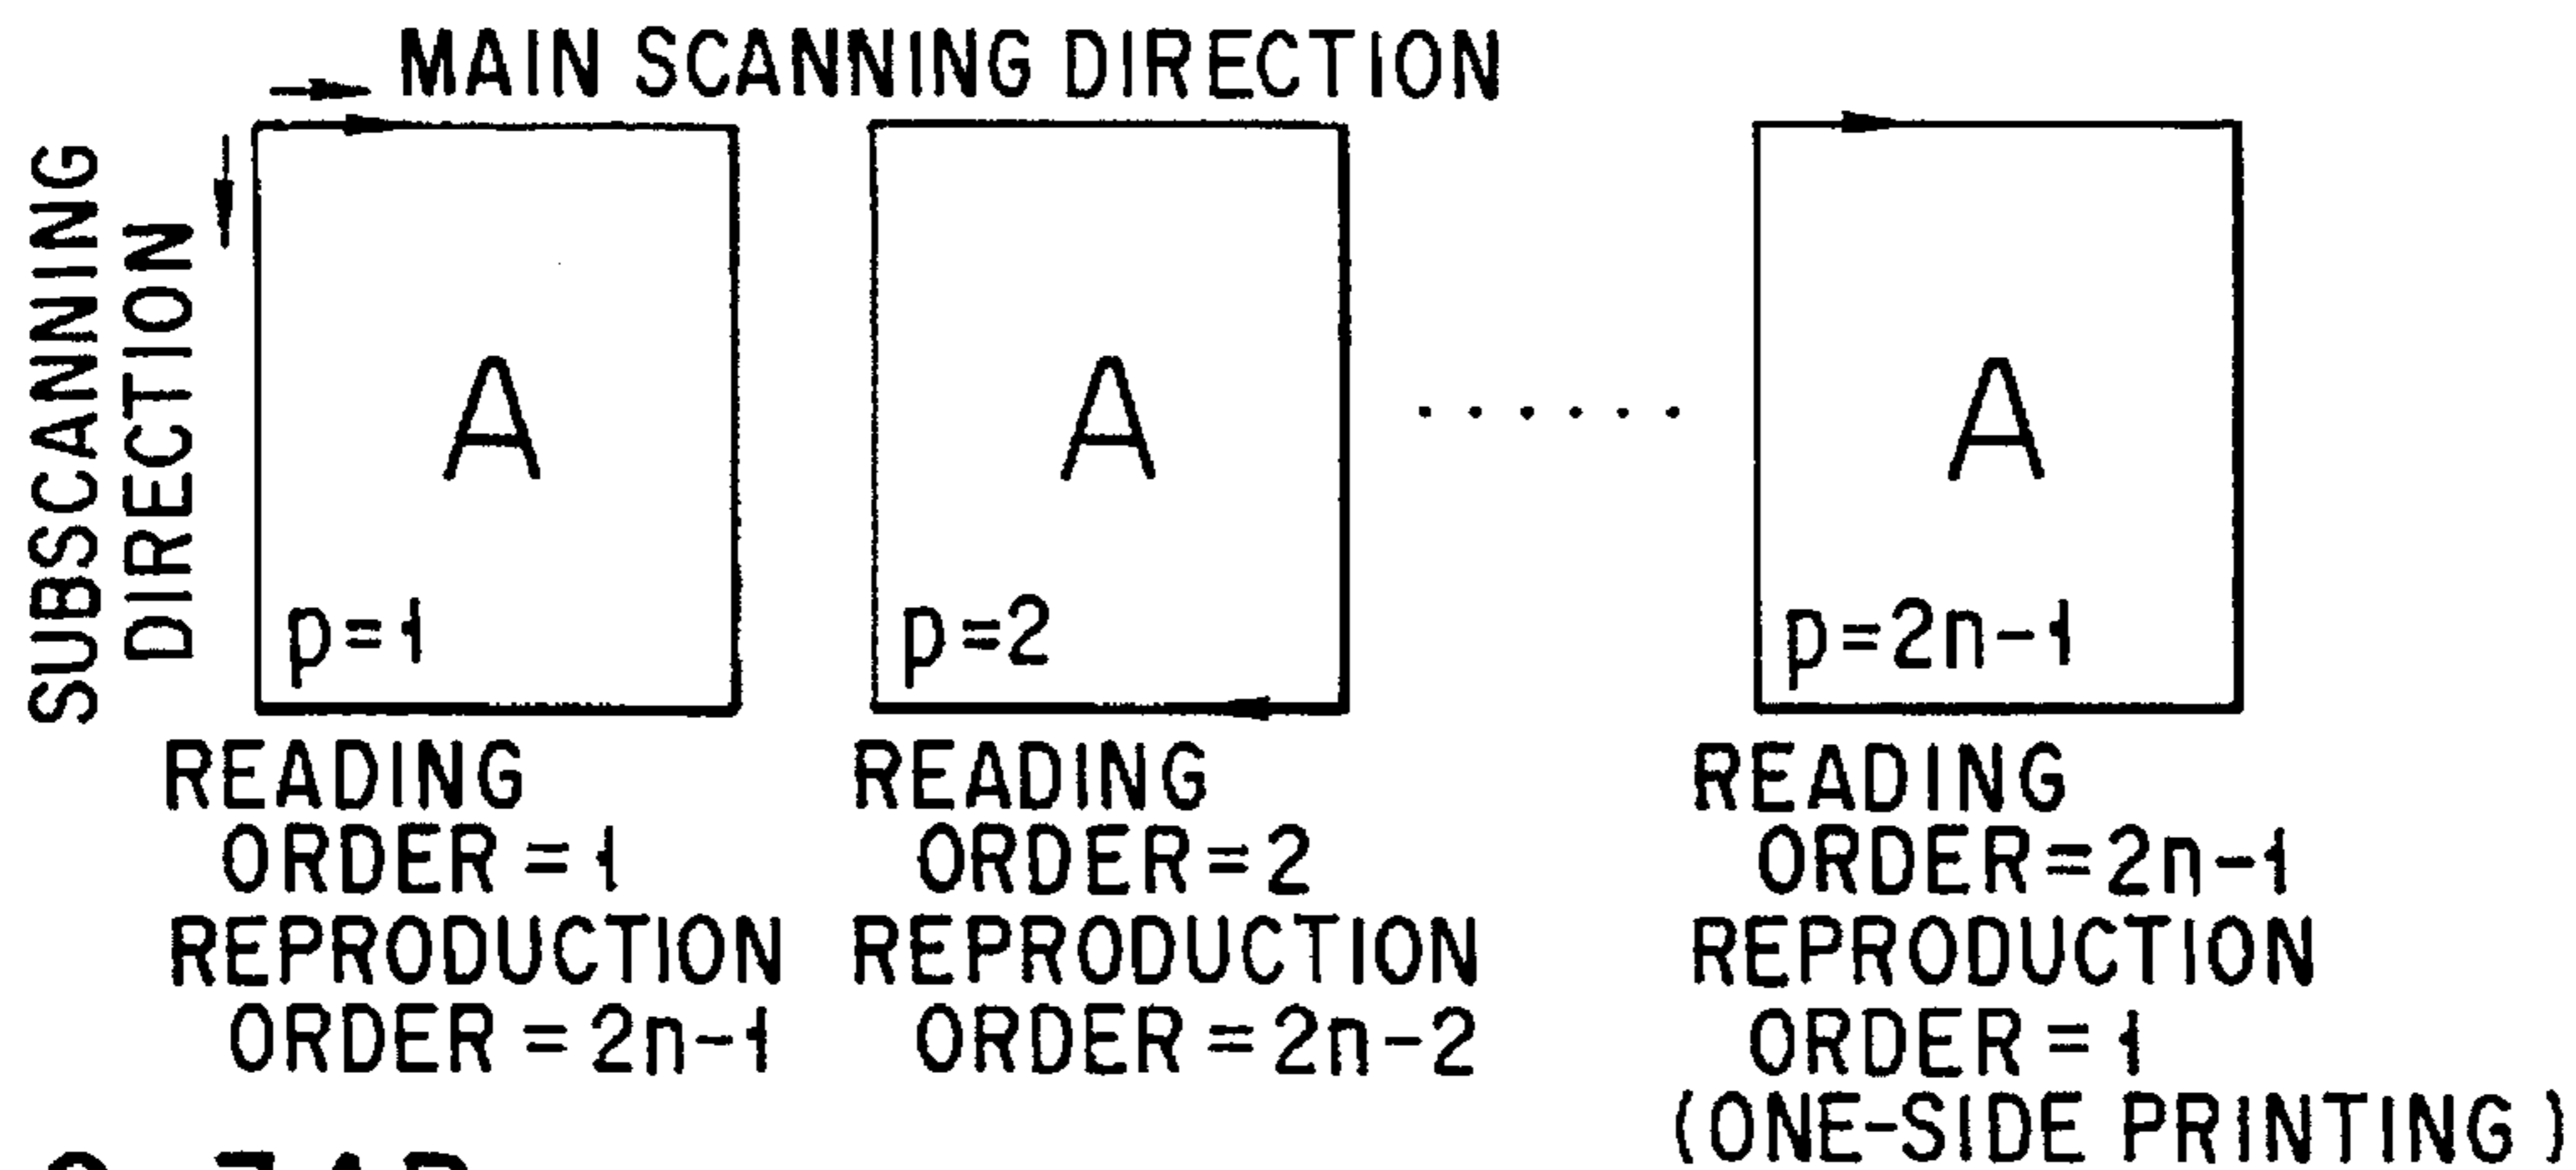 MAIN SCANNING DIRECTION
SUBSCANNING
DIRECTION
A
p=1
READING
ORDER=1
REPRODUCTION
ORDER=2n-1
A
p=2
READING
ORDER=2
REPRODUCTION
ORDER=2n-2
......
A
p=2n-1
READING
ORDER=2n-1
REPRODUCTION
ORDER=1
(ONE-SIDE PRINTING)